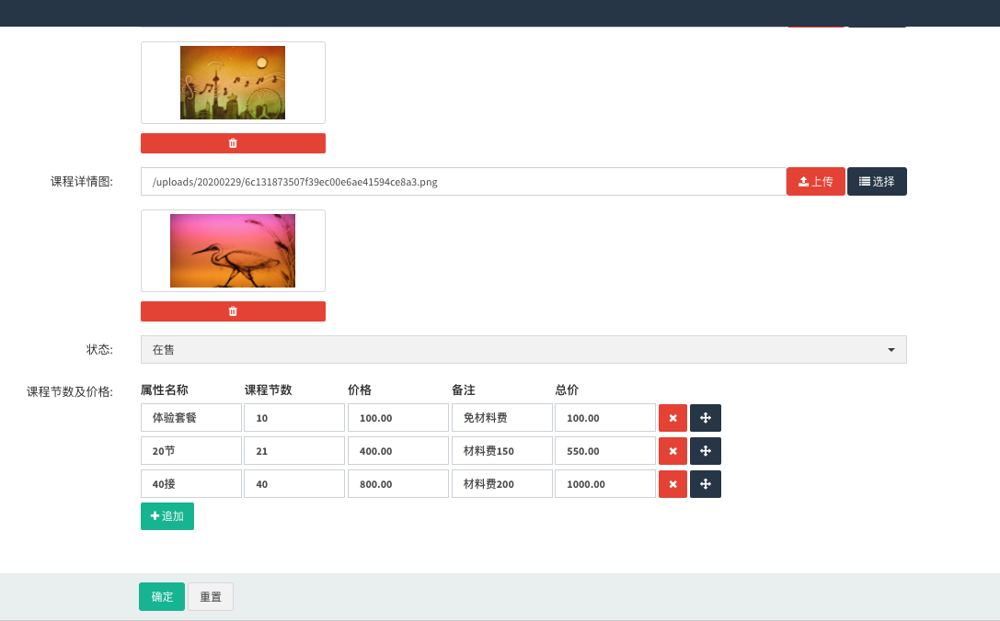 课程详情图:
/uploads/20200229/6c131873507f39ec00e6ae41594ce8a3.png 上传 选择
状态: 在售
课程节数及价格: 属性名称 课程节数 价格 备注 总价
体验套餐 10 100.00 免材料费 100.00
20节 21 400.00 材料费150 550.00
40接 40 800.00 材料费200 1000.00
追加
确定 重置